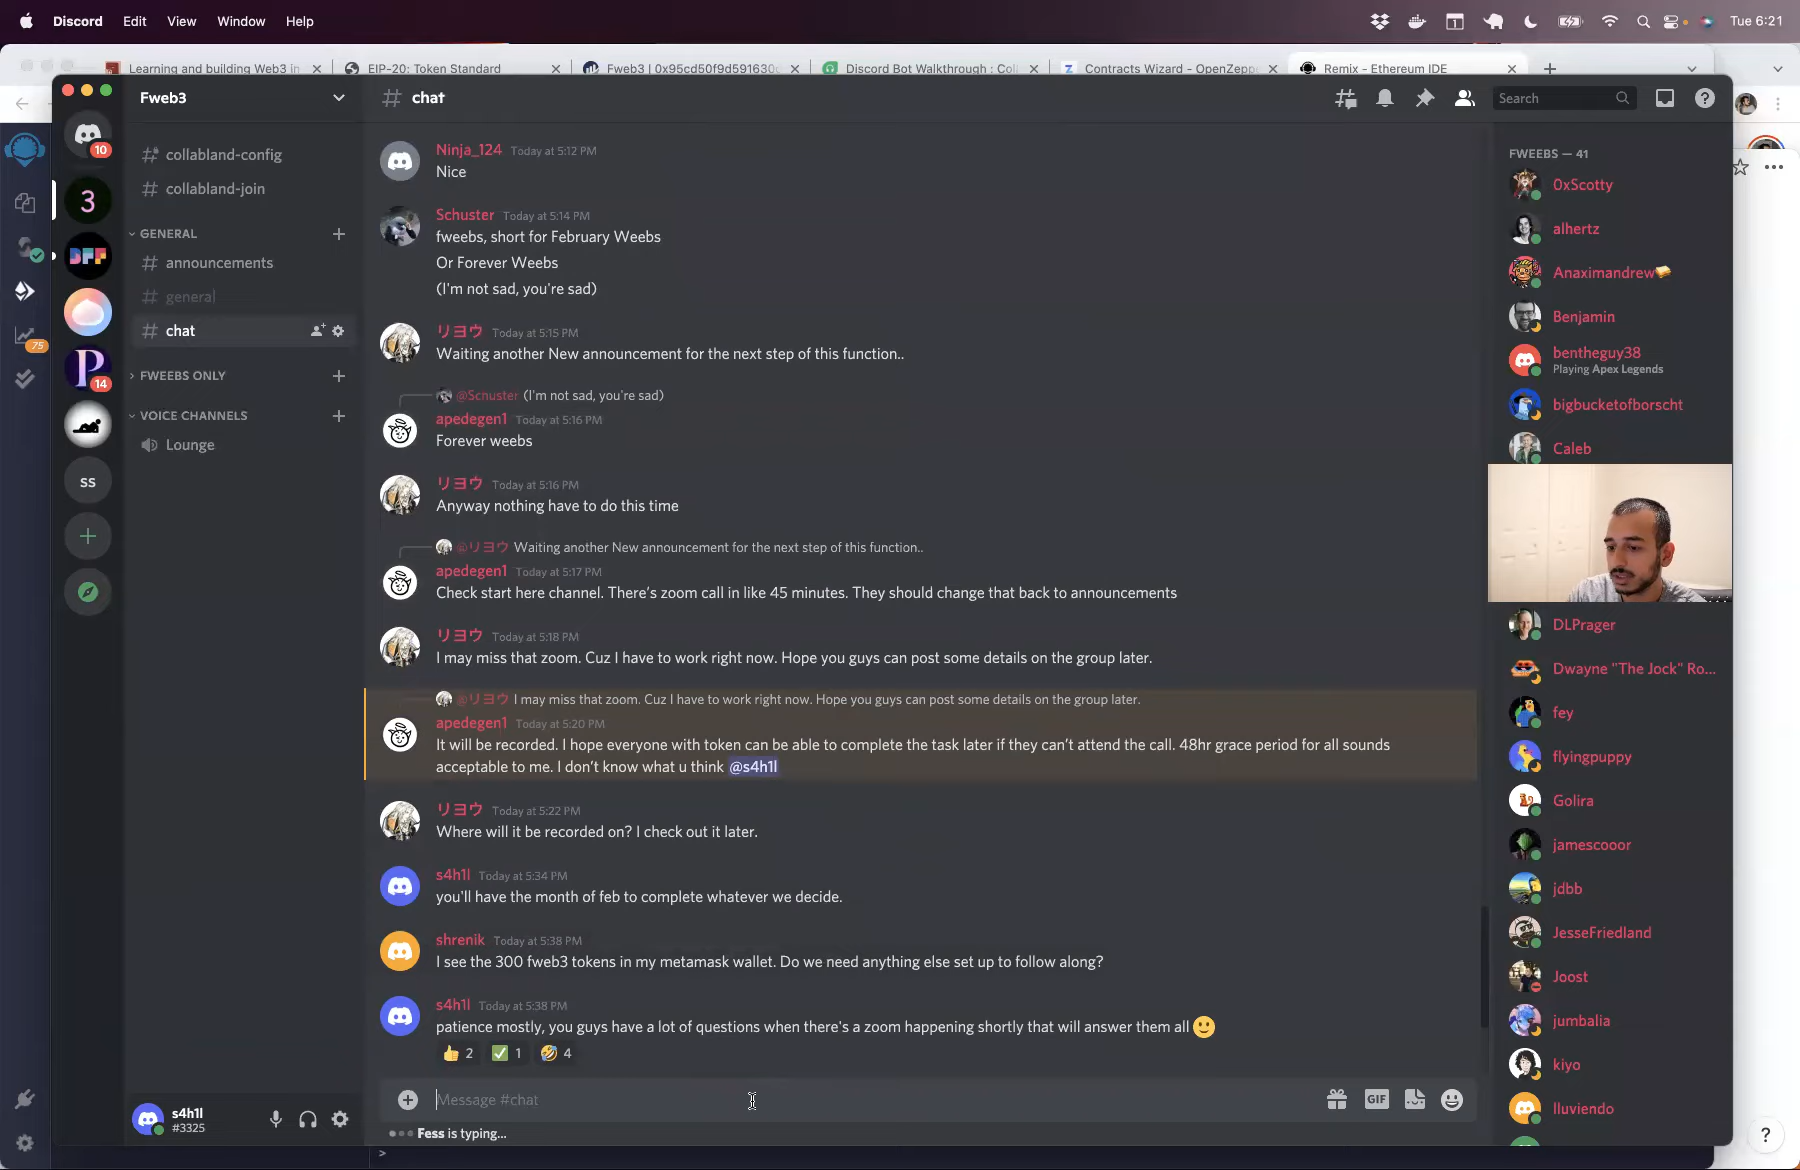 Discord Edit View Window Help
Tue 6:21
Learning and building Web3 in
EIP-20: Token Standard
Fweb3 | 0x95cd50f9d591630c
Discord Bot Walkthrough : Coll
Contracts Wizard - OpenZepp
Remix - Ethereum IDE
Fweb3
chat
Search
collabland-config
collabland-join
GENERAL
announcements
general
chat
FWEEBS ONLY
VOICE CHANNELS
Lounge
10
3
14
ss
75
Ninja_124 Today at 5:12 PM
Nice
Schuster Today at 5:14 PM
fweebs, short for February Weebs
Or Forever Weebs
(I'm not sad, you're sad)
リヨウ Today at 5:15 PM
Waiting another New announcement for the next step of this function..
@Schuster (I'm not sad, you're sad)
apedegen1 Today at 5:16 PM
Forever weebs
リヨウ Today at 5:16 PM
Anyway nothing have to do this time
@リヨウ Waiting another New announcement for the next step of this function..
apedegen1 Today at 5:17 PM
Check start here channel. There's zoom call in like 45 minutes. They should change that back to announcements
リヨウ Today at 5:18 PM
I may miss that zoom. Cuz I have to work right now. Hope you guys can post some details on the group later.
@リヨウ I may miss that zoom. Cuz I have to work right now. Hope you guys can post some details on the group later.
apedegen1 Today at 5:20 PM
It will be recorded. I hope everyone with token can be able to complete the task later if they can't attend the call. 48hr grace period for all sounds
acceptable to me. I don't know what u think @s4h1l
リヨウ Today at 5:22 PM
Where will it be recorded on? I check out it later.
s4h1l Today at 5:34 PM
you'll have the month of feb to complete whatever we decide.
shrenik Today at 5:38 PM
I see the 300 fweb3 tokens in my metamask wallet. Do we need anything else set up to follow along?
s4h1l Today at 5:38 PM
patience mostly, you guys have a lot of questions when there's a zoom happening shortly that will answer them all
2 1 4
Message #chat
GIF
Fess is typing...
s4h1l
#3325
FWEEBS — 41
0xScotty
alhertz
Anaximandrew
Benjamin
bentheguy38
Playing Apex Legends
bigbucketofborscht
Caleb
DLPrager
Dwayne "The Jock" Ro...
fey
flyingpuppy
Golira
jamescooor
jdbb
JesseFriedland
Joost
jumbalia
kiyo
lluviendo